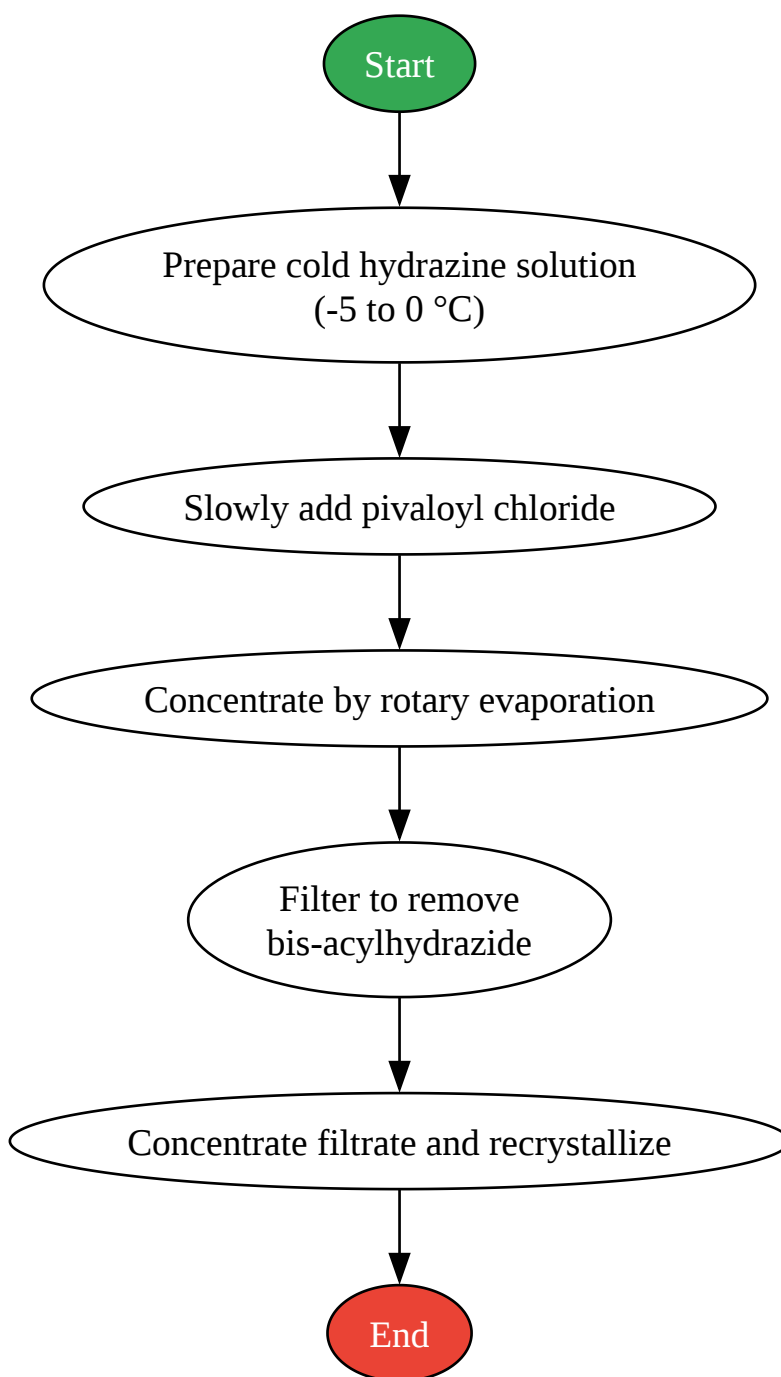 Start
Prepare cold hydrazine solution
(-5 to 0 °C)
Slowly add pivaloyl chloride
Concentrate by rotary evaporation
Filter to remove
bis-acylhydrazide
Concentrate filtrate and recrystallize
End